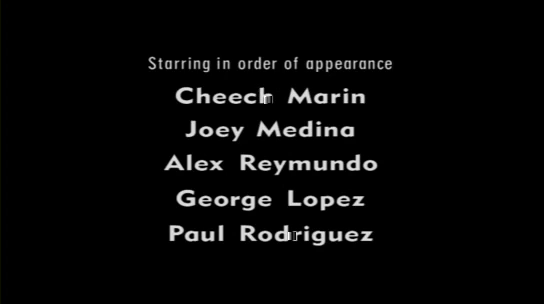 Starring in order of appearance
Cheech Marin
Joey Medina
Alex Reymundo
George Lopez
Paul Rodriguez